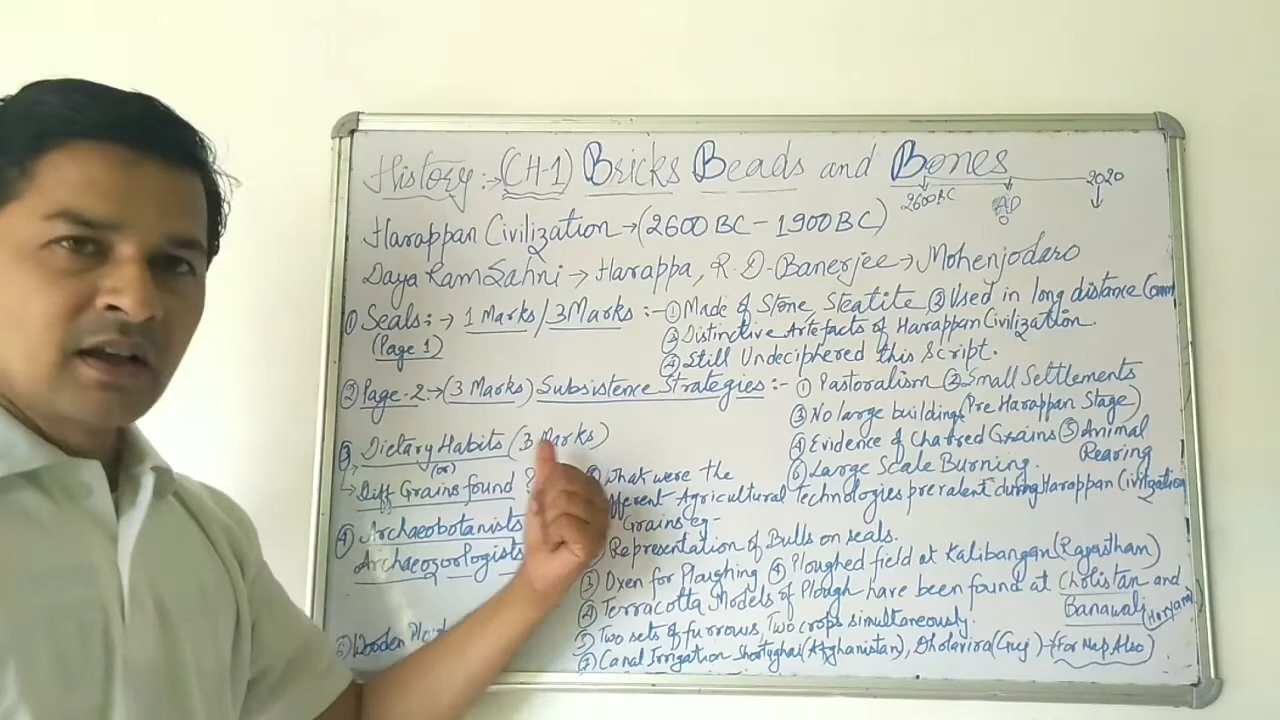 History:- (CH-1) Bricks Beads and Bones
2600BC AD 0 2020
Harappan Civilization → (2600 BC - 1900 BC)
Daya Ram Sahni → Harappa, R.D. Banerjee → Mohenjodaro
① Seals:- → 1 Marks / 3 Marks :- ① Made of Stone, Steatite ② Used in long distance
(Page 1) ③ Distinctive Artefacts of Harappan Civilization.
④ Still Undeciphered this Script.
② Page-2:→ (3 Marks) Subsistence Strategies :- ① Pastoralism ② Small Settlements
③ No large building (Pre Harappan Stage)
④ Evidence of Charred Grains ⑤ Animal Rearing
⑥ Large Scale Burning.
③ Dietary Habits (3 Marks)
(or)
→ Diff Grains found ?
④ Archaeobotanists
Archaeozoologists
What were the
Agricultural Technologies prevalent during Harappan Civilization
Grains eg-
Representation of Bulls on seals.
③ Oxen for Ploughing ④ Ploughed field at Kalibangan (Rajastham)
② Terracotta Models of Plough have been found at Cholistan and
Banawali (Haryana)
⑤ Two sets of furrows, Two crops simultaneously.
⑥ Wooden
⑦ Canal Irrigation Shortughai (Afghanistan), Dholavira (Guj) → (For Map Also)